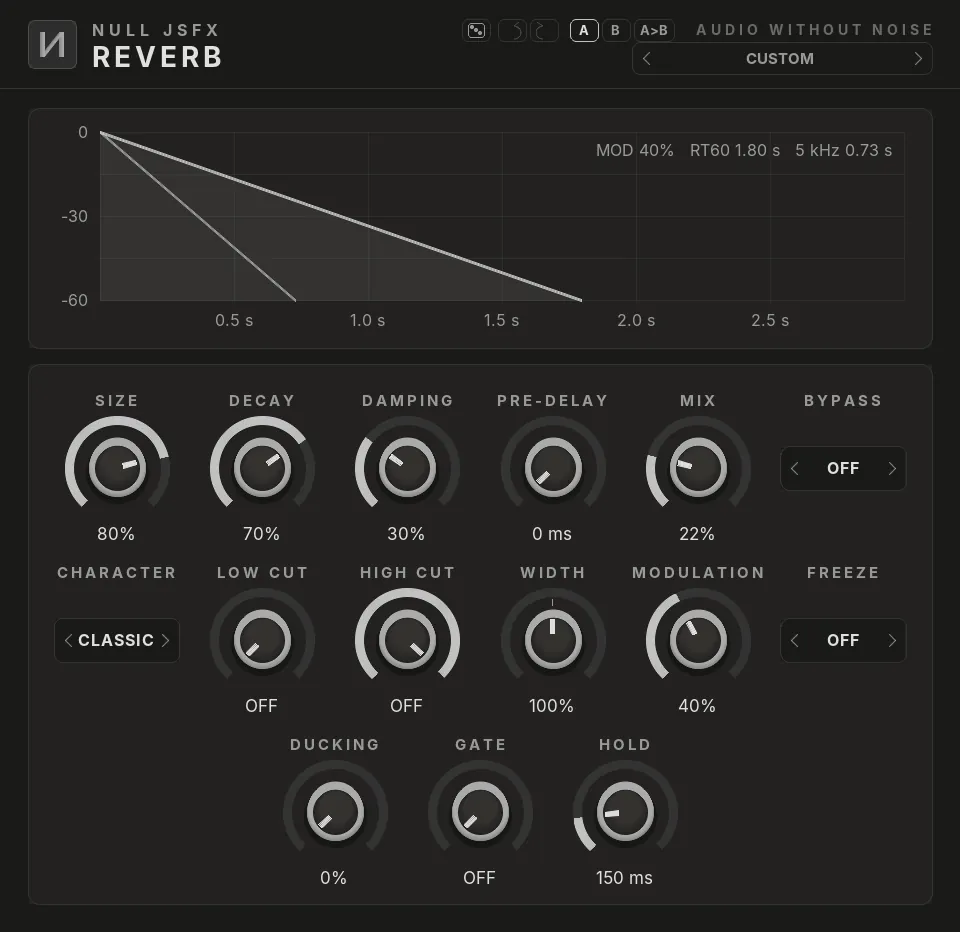 NULL JSFX
REVERB
A B A>B
AUDIO WITHOUT NOISE
CUSTOM
0
-30
-60
MOD 40% RT60 1.80 s 5 kHz 0.73 s
0.5 s 1.0 s 1.5 s 2.0 s 2.5 s
SIZE DECAY DAMPING PRE-DELAY MIX BYPASS
OFF
80% 70% 30% 0 ms 22%
CHARACTER LOW CUT HIGH CUT WIDTH MODULATION FREEZE
CLASSIC OFF
OFF OFF 100% 40%
DUCKING GATE HOLD
0% OFF 150 ms